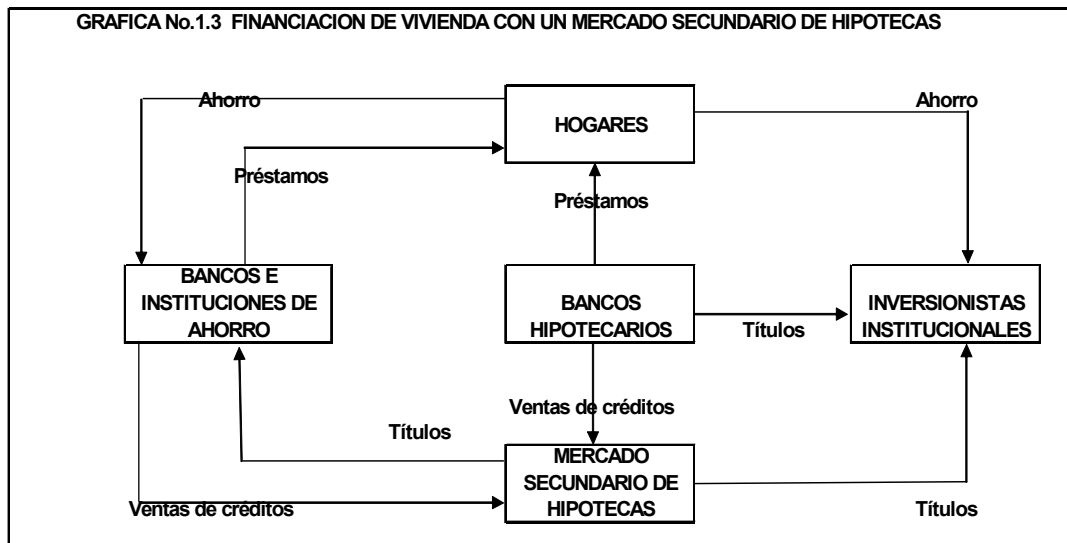 GRAFICA No.1.3 FINANCIACION DE VIVIENDA CON UN MERCADO SECUNDARIO DE HIPOTECAS
Ahorro
HOGARES
Ahorro
Préstamos
Préstamos
BANCOS E
INSTITUCIONES DE
AHORRO
BANCOS
HIPOTECARIOS
INVERSIONISTAS
INSTITUCIONALES
Títulos
Ventas de créditos
Títulos
MERCADO
SECUNDARIO DE
HIPOTECAS
Ventas de créditos
Títulos